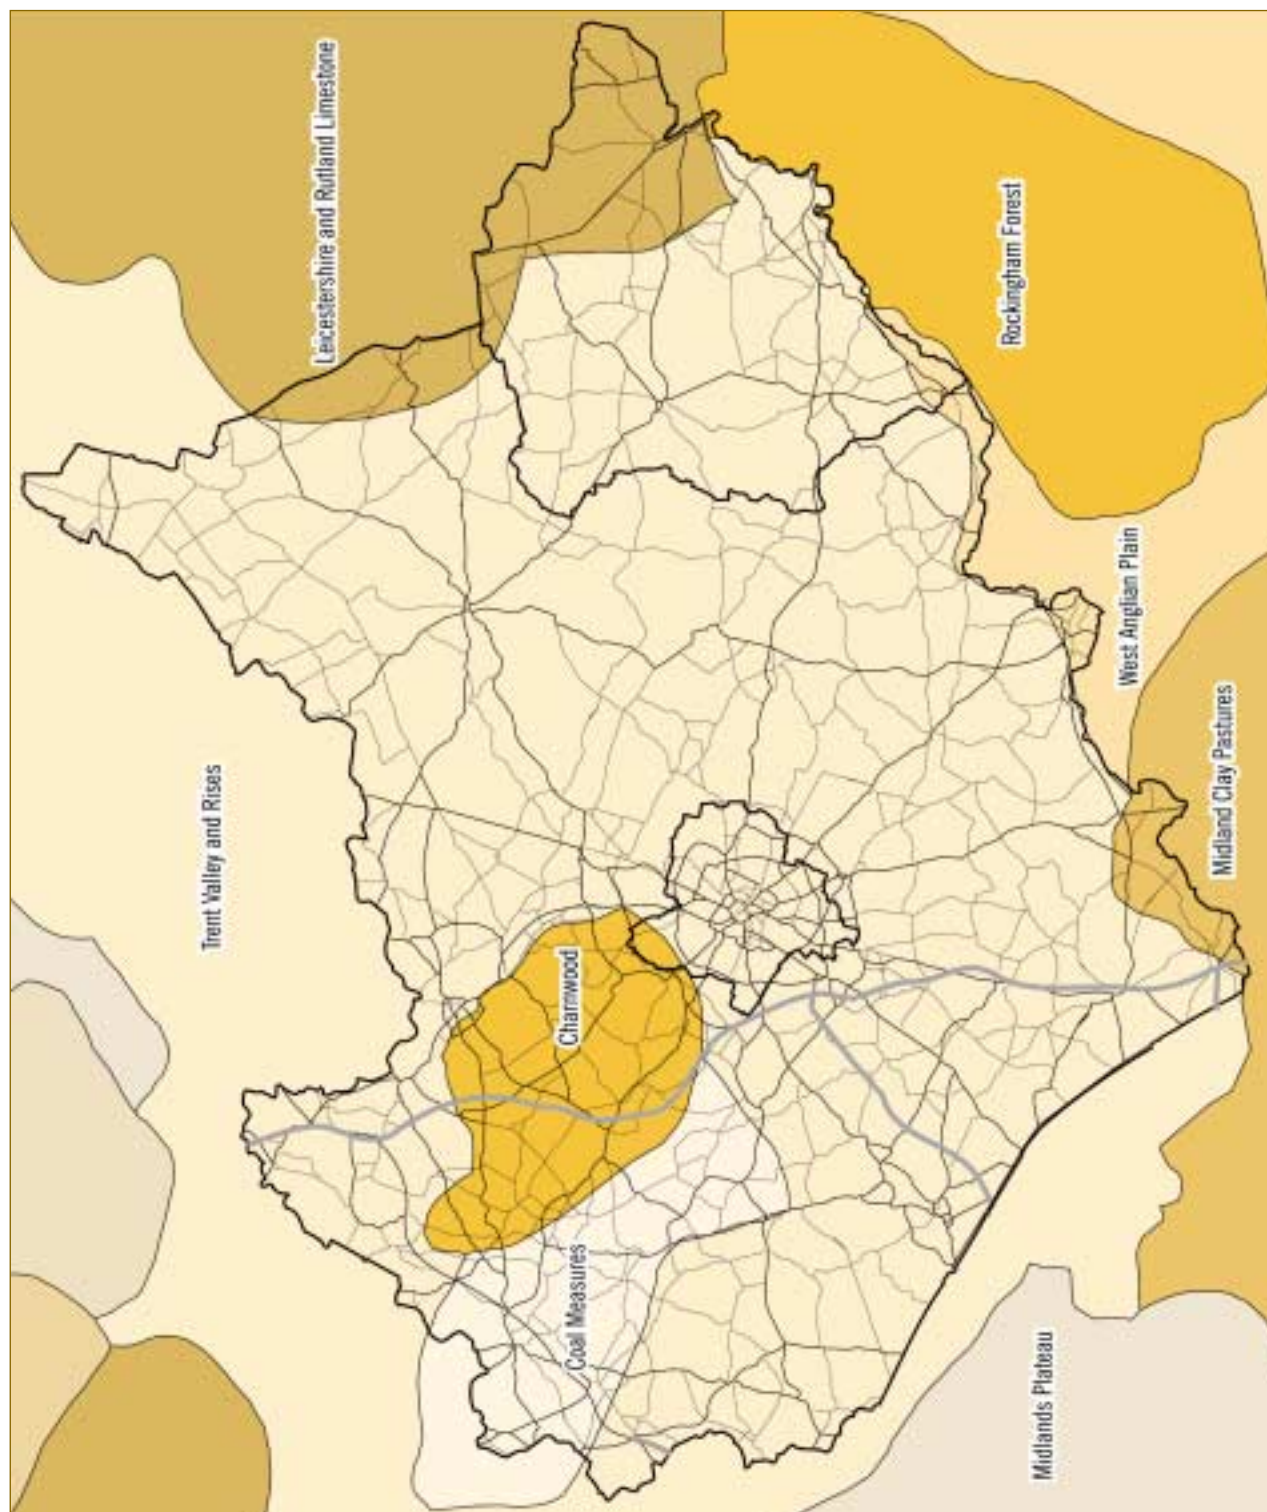 Leicestershire and Rutland Limestone
Rockingham Forest
West Anglian Plain
Trent Valley and Rises
Midland Clay Pastures
Charnwood
Coal Measures
Midlands Plateau